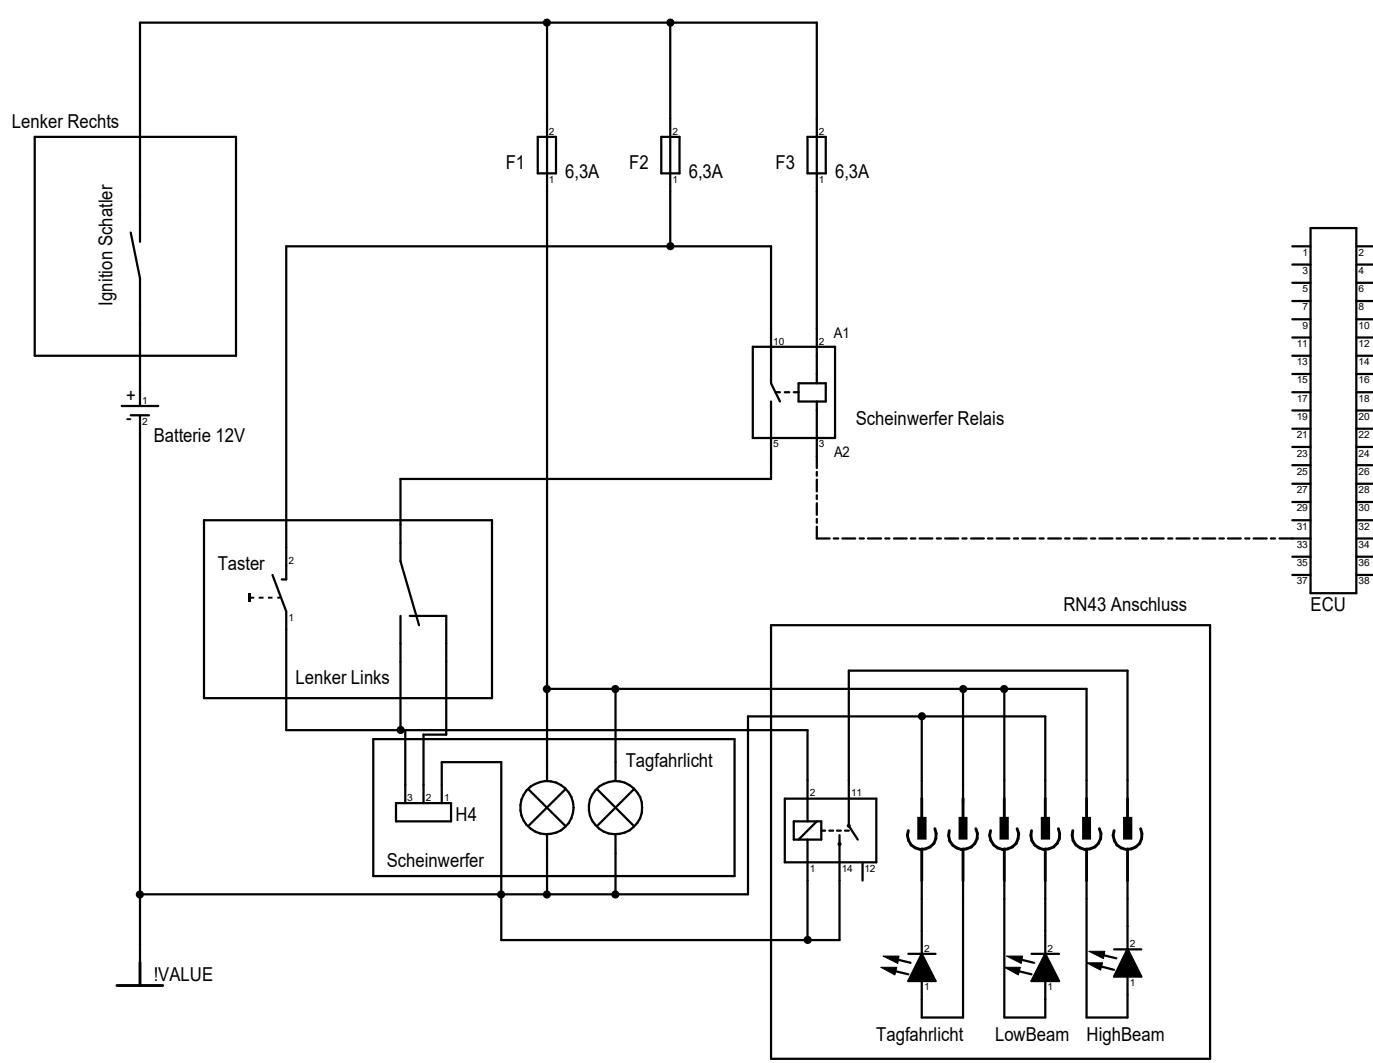 Lenker Rechts
Ignition Schatler
+
1
-
2
Batterie 12V
2
F1
6,3A
1
2
F2
6,3A
1
2
F3
6,3A
1
A1
10
2
Scheinwerfer Relais
5
3
A2
1
2
3
4
5
6
7
8
9
10
11
12
13
14
15
16
17
18
19
20
21
22
23
24
25
26
27
28
29
30
31
32
33
34
35
36
37
38
ECU
Taster
2
1
Lenker Links
RN43 Anschluss
Tagfahrlicht
3
2
1
H4
Scheinwerfer
2
11
1
14
12
2
1
2
1
2
1
Tagfahrlicht
LowBeam
HighBeam
!VALUE